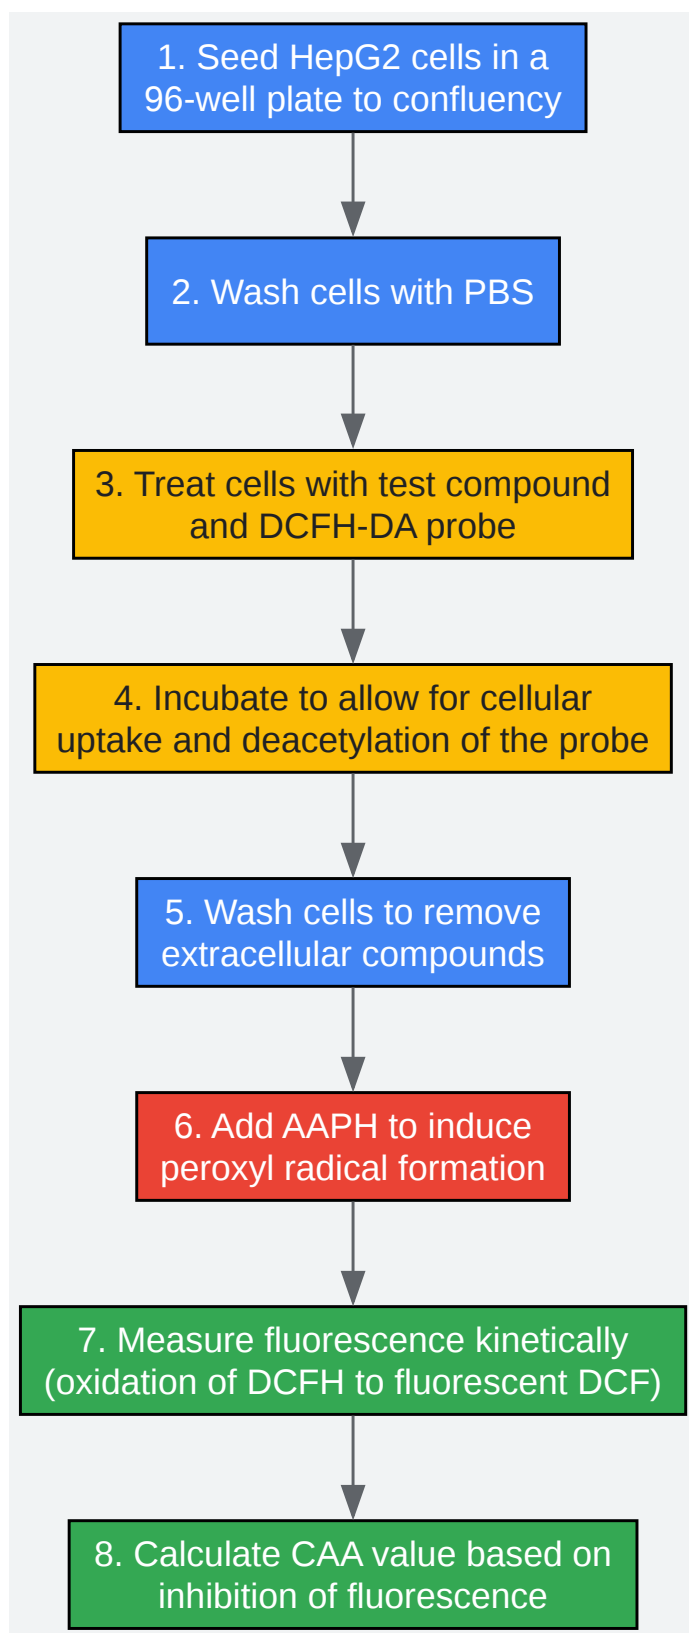 1. Seed HepG2 cells in a
96-well plate to confluency
2. Wash cells with PBS
3. Treat cells with test compound
and DCFH-DA probe
4. Incubate to allow for cellular
uptake and deacetylation of the probe
5. Wash cells to remove
extracellular compounds
6. Add AAPH to induce
peroxyl radical formation
7. Measure fluorescence kinetically
(oxidation of DCFH to fluorescent DCF)
8. Calculate CAA value based on
inhibition of fluorescence